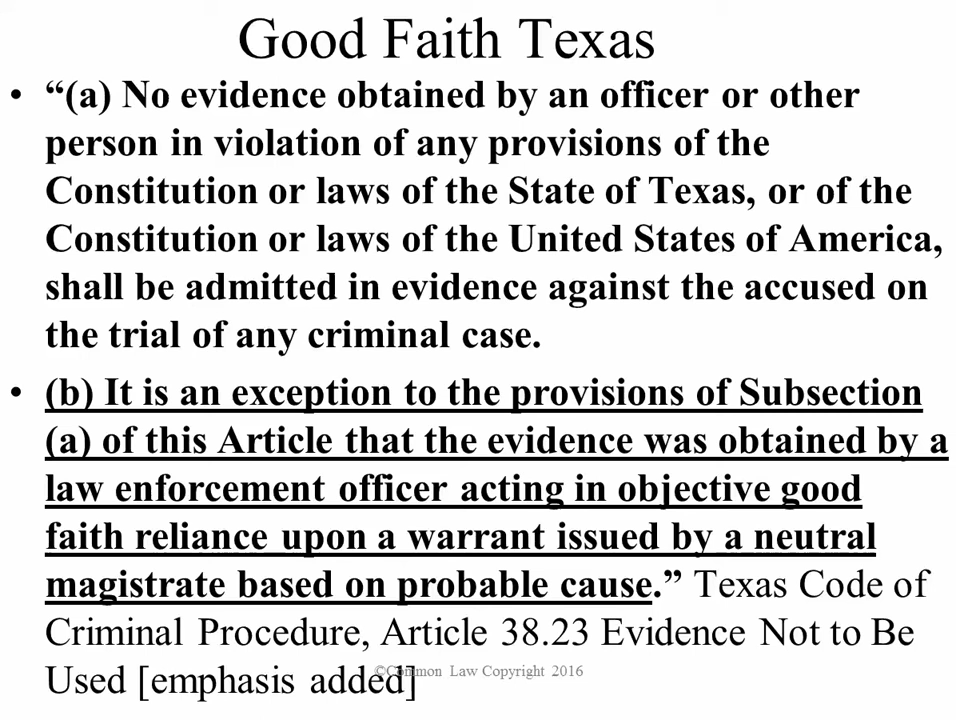 Good Faith Texas
• “(a) No evidence obtained by an officer or other
person in violation of any provisions of the
Constitution or laws of the State of Texas, or of the
Constitution or laws of the United States of America,
shall be admitted in evidence against the accused on
the trial of any criminal case.
• (b) It is an exception to the provisions of Subsection
(a) of this Article that the evidence was obtained by a
law enforcement officer acting in objective good
faith reliance upon a warrant issued by a neutral
magistrate based on probable cause.” Texas Code of
Criminal Procedure, Article 38.23 Evidence Not to Be
Used [emphasis added]
©Common Law Copyright 2016